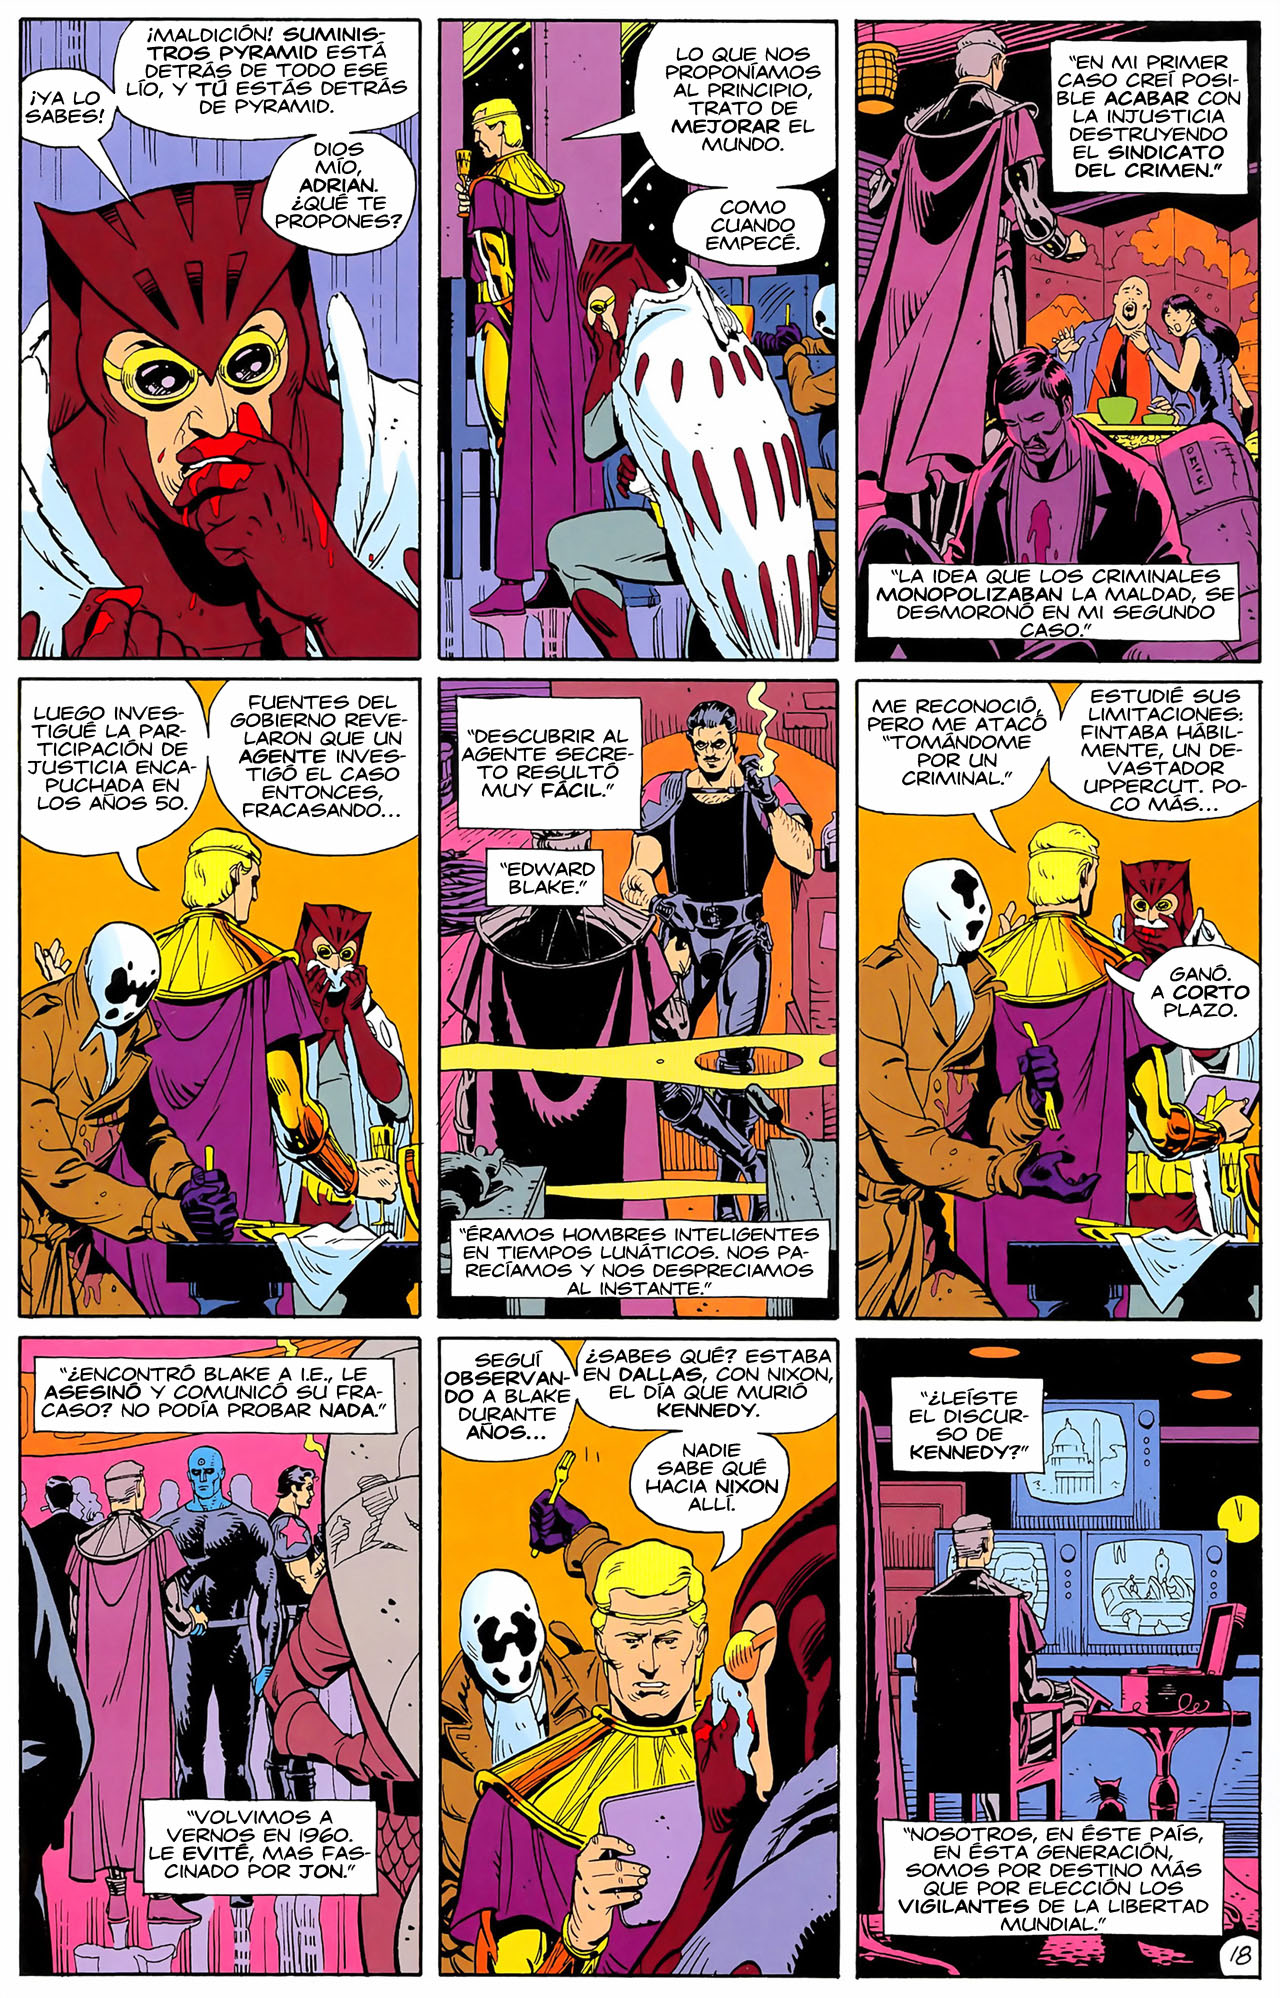 ¡MALDICIÓN! SUMINIS-
TROS PYRAMID ESTÁ
DETRÁS DE TODO ESE
LÍO, Y TÚ ESTÁS DETRÁS
DE PYRAMID.
¡YA LO
SABES!
DIOS
MÍO,
ADRIAN.
¿QUÉ TE
PROPONES?
LO QUE NOS
PROPONÍAMOS
AL PRINCIPIO,
TRATO DE
MEJORAR EL
MUNDO.
COMO
CUANDO
EMPECÉ.
"EN MI PRIMER
CASO CREÍ POSI-
BLE ACABAR CON
LA INJUSTICIA
DESTRUYENDO
EL SINDICATO
DEL CRIMEN."
"LA IDEA QUE LOS CRIMINALES
MONOPOLIZABAN LA MALDAD, SE
DESMORONÓ EN MI SEGUNDO
CASO."
LUEGO INVES-
TIGUÉ LA PAR-
TICIPACIÓN DE
JUSTICIA ENCA-
PUCHADA EN
LOS AÑOS 50.
FUENTES DEL
GOBIERNO REVE-
LARON QUE UN
AGENTE INVES-
TIGÓ EL CASO
ENTONCES,
FRACASANDO...
"DESCUBRIR AL
AGENTE SECRE-
TO RESULTÓ
MUY FÁCIL."
"EDWARD
BLAKE."
"ÉRAMOS HOMBRES INTELIGENTES
EN TIEMPOS LUNÁTICOS. NOS PA-
RECÍAMOS Y NOS DESPRECIAMOS
AL INSTANTE."
ME RECONOCIÓ,
PERO ME ATACÓ
"TOMÁNDOME
POR UN
CRIMINAL."
ESTUDIÉ SUS
LIMITACIONES:
FINTABA HÁBIL-
MENTE, UN DE-
VASTADOR
UPPERCUT. PO-
CO MÁS...
GANÓ.
A CORTO
PLAZO.
"¿ENCONTRÓ BLAKE A I.E., LE
ASESINÓ Y COMUNICÓ SU FRA-
CASO? NO PODÍA PROBAR NADA."
"VOLVIMOS A
VERNOS EN 1960.
LE EVITÉ, MAS FAS-
CINADO POR JON."
SEGUÍ
OBSERVAN-
DO A BLAKE
DURANTE
AÑOS...
¿SABES QUÉ? ESTABA
EN DALLAS, CON NIXON,
EL DÍA QUE MURIÓ
KENNEDY.
NADIE
SABE QUÉ
HACIA NIXON
ALLÍ.
"¿LEÍSTE
EL DISCUR-
SO DE
KENNEDY?"
"NOSOTROS, EN ÉSTE PAÍS,
EN ÉSTA GENERACIÓN,
SOMOS POR DESTINO MÁS
QUE POR ELECCIÓN LOS
VIGILANTES DE LA LIBERTAD
MUNDIAL."
18